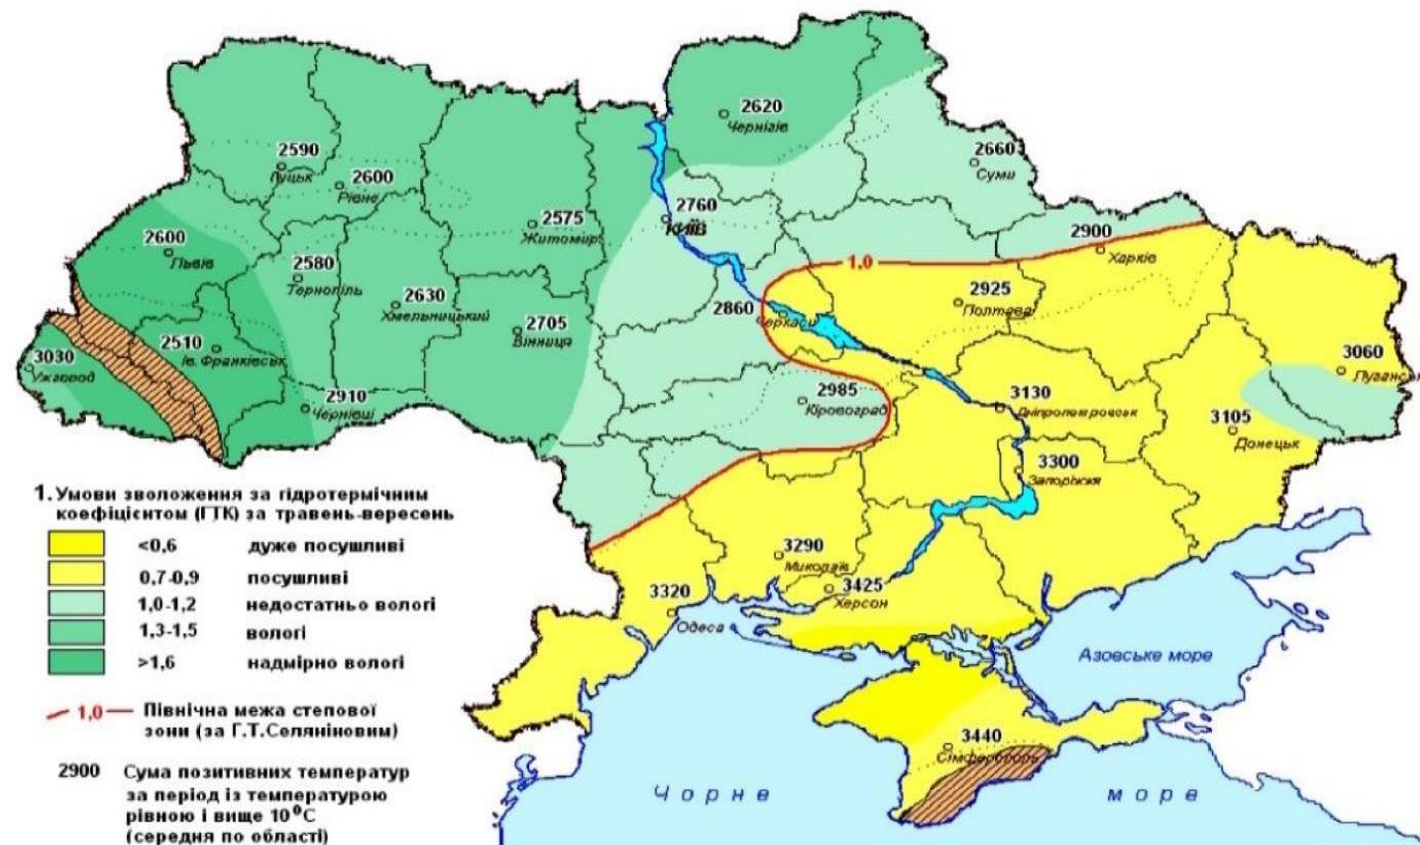 2620
Чернігів
2660
Суми
2590
Луцьк
2600
Рівне
2575
Житомир
2760
КИЇВ
2900
Харків
2600
Львів
1,0
2580
Тернопіль
2630
Хмельницький
2860
Черкаси
2925
Полтава
2705
Вінниця
2510
Ів. Франківськ
3030
Ужгород
3060
Луганськ
2910
Чернівці
2985
Кіровоград
3130
Дніпропетровськ
3105
Донецьк
3300
Запоріжжя
1. Умови зволоження за гідротермічним
коефіцієнтом (ГТК) за травень-вересень
<0,6 дуже посушливі
0,7-0,9 посушливі
1,0-1,2 недостатньо вологі
1,3-1,5 вологі
>1,6 надмірно вологі
1,0 Північна межа степової
зони (за Г.Т.Селяніновим)
2900 Сума позитивних температур
за період із температурою
рівною і вище 10⁰С
(середня по області)
3290
Миколаїв
3425
Херсон
3320
Одеса
Азовське море
3440
Сімферополь
Чорне море